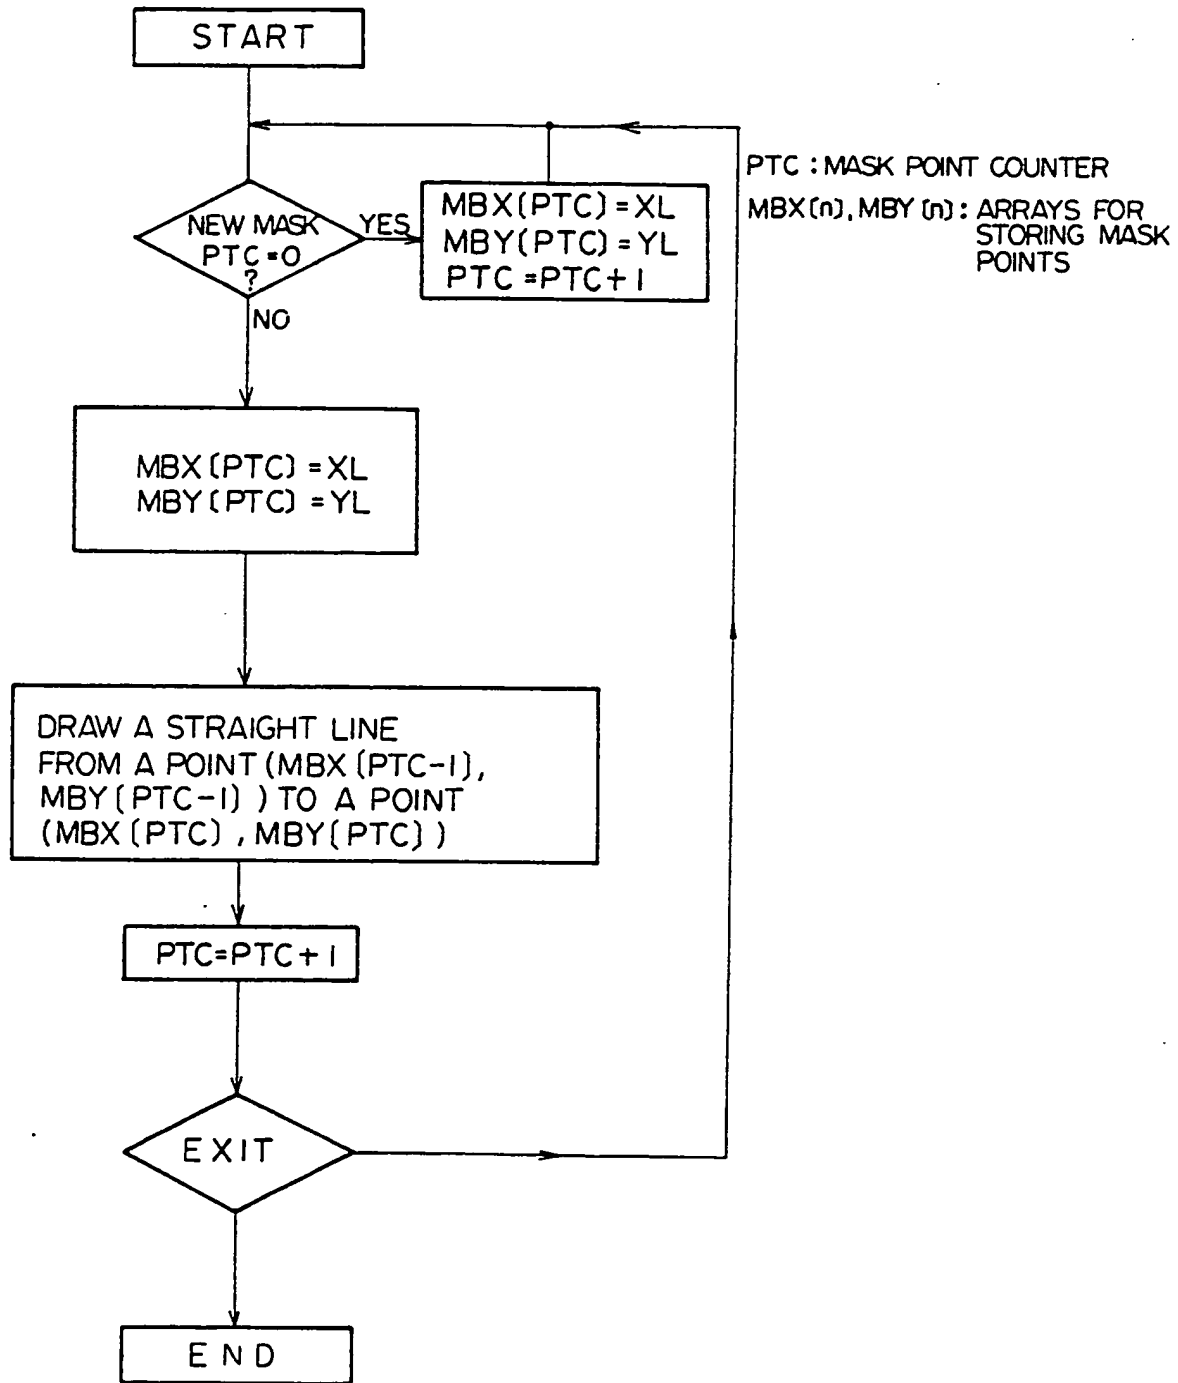 START
PTC : MASK POINT COUNTER
MBX(n), MBY(n) : ARRAYS FOR
STORING MASK
POINTS
NEW MASK
PTC = 0
?
YES
MBX(PTC) = XL
MBY(PTC) = YL
PTC = PTC + 1
NO
MBX(PTC) = XL
MBY(PTC) = YL
DRAW A STRAIGHT LINE
FROM A POINT (MBX(PTC-1),
MBY(PTC-1) ) TO A POINT
(MBX(PTC) , MBY(PTC) )
PTC = PTC + 1
EXIT
END